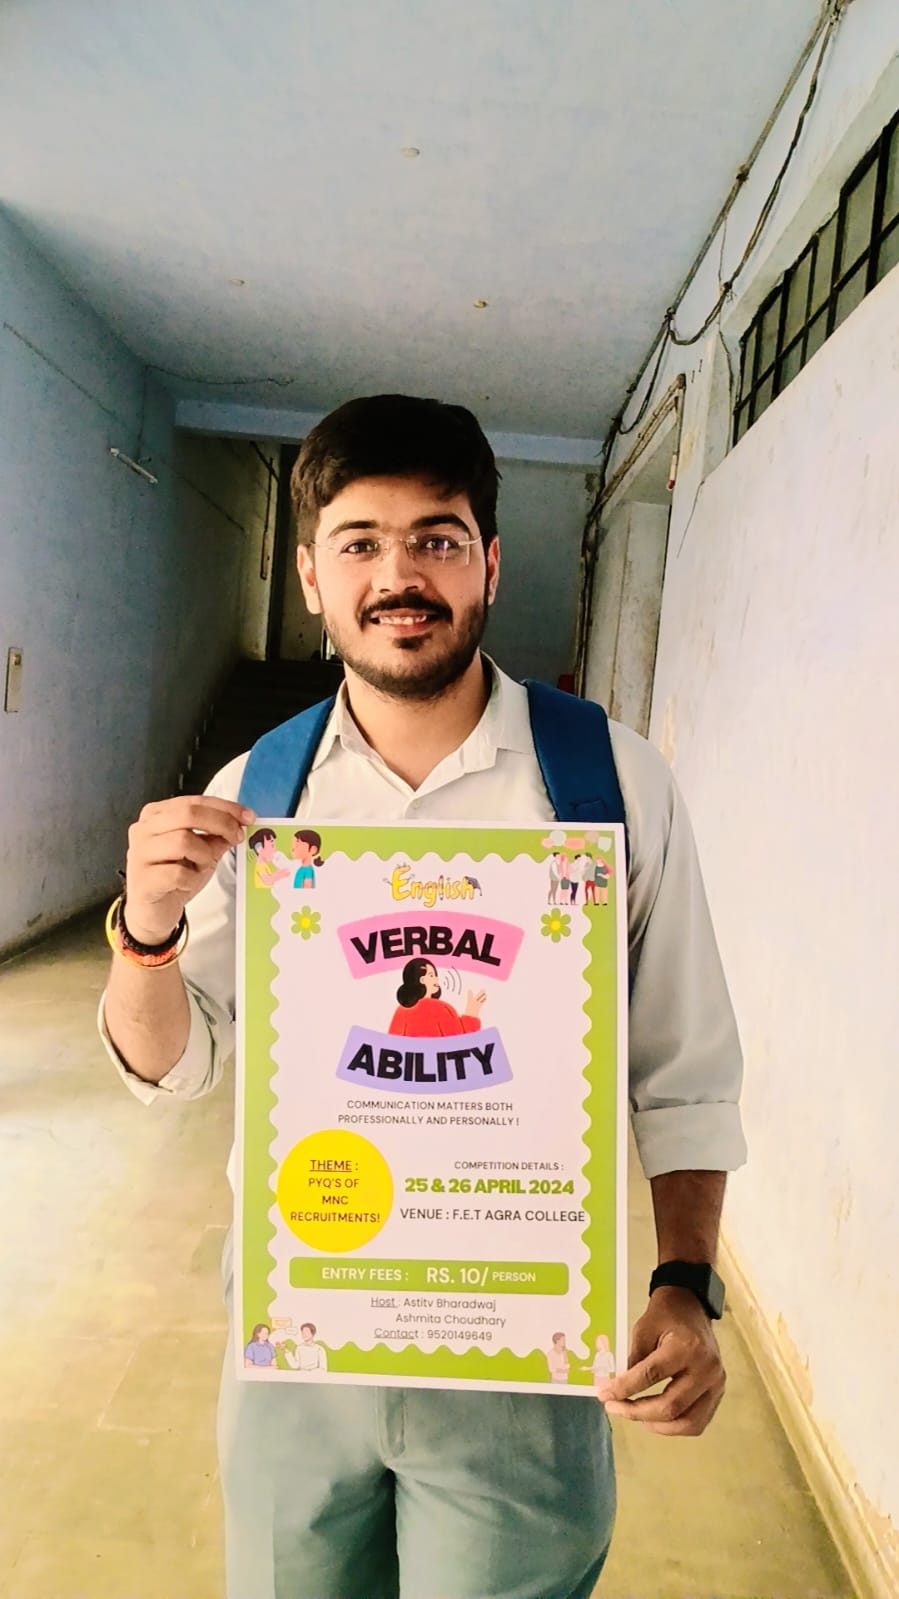 English
VERBAL
ABILITY
COMMUNICATION MATTERS BOTH
PROFESSIONALLY AND PERSONALLY !
THEME :
PYQ'S OF
MNC
RECRUITMENTS!
COMPETITION DETAILS :
25 & 26 APRIL 2024
VENUE : F.E.T AGRA COLLEGE
ENTRY FEES : RS. 10/ PERSON
Host : Astitv Bharadwaj
Ashmita Choudhary
Contact : 9520149649